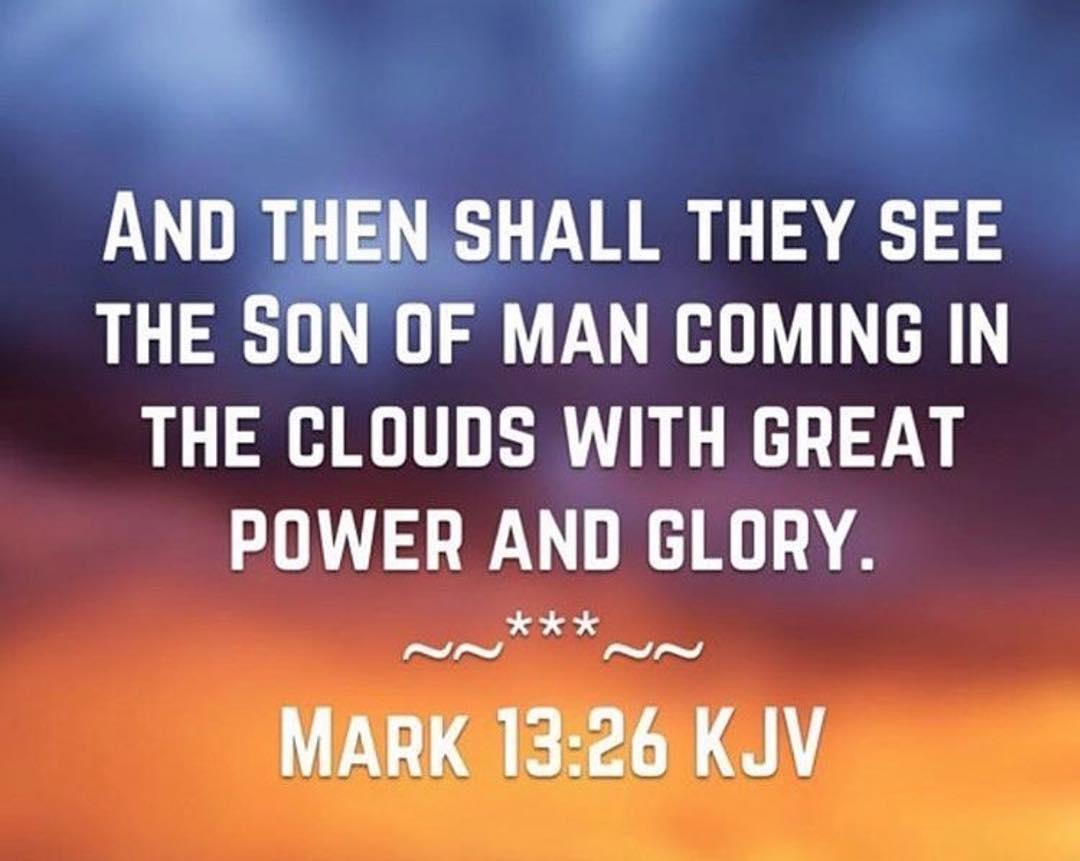 And then shall they see
the Son of man coming in
the clouds with great
power and glory.
~~***~~
Mark 13:26 KJV